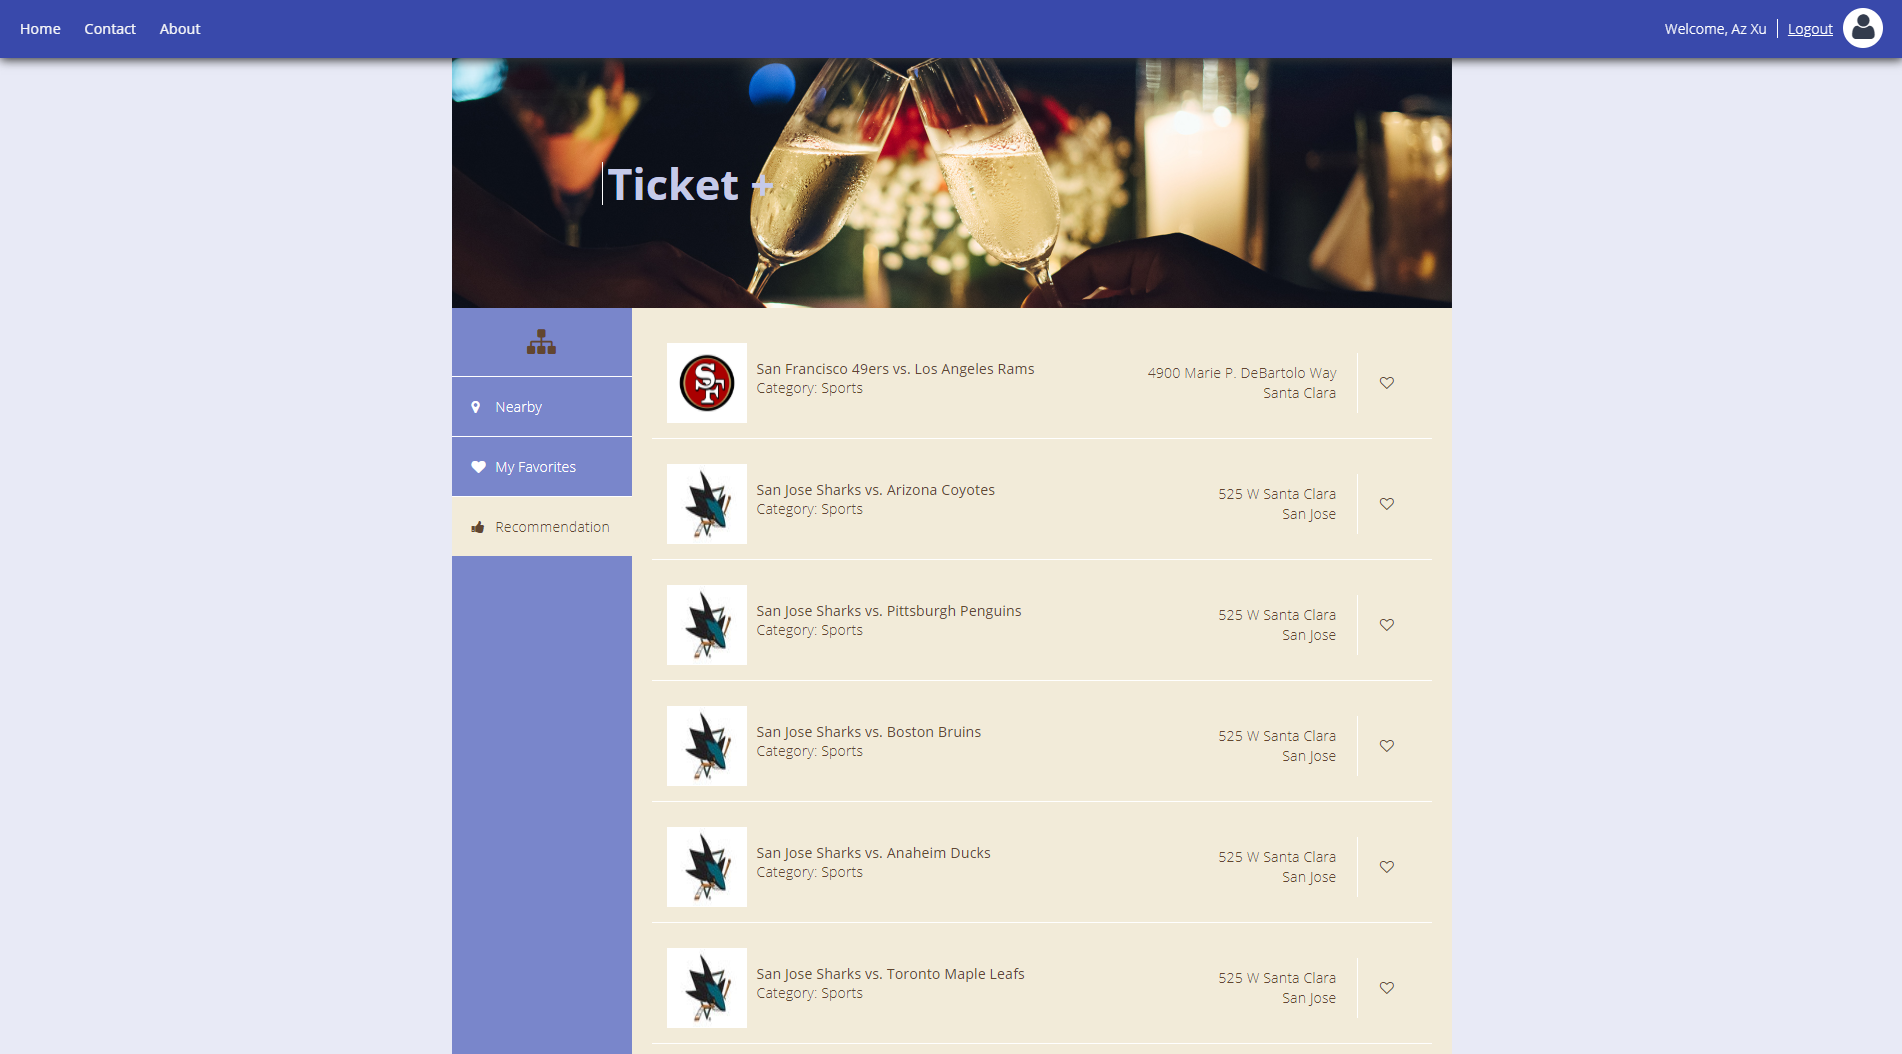 Home Contact About
Welcome, Az Xu Logout
Ticket +
Nearby
My Favorites
Recommendation
SF
San Francisco 49ers vs. Los Angeles Rams
Category: Sports
4900 Marie P. DeBartolo Way
Santa Clara
San Jose Sharks vs. Arizona Coyotes
Category: Sports
525 W Santa Clara
San Jose
San Jose Sharks vs. Pittsburgh Penguins
Category: Sports
525 W Santa Clara
San Jose
San Jose Sharks vs. Boston Bruins
Category: Sports
525 W Santa Clara
San Jose
San Jose Sharks vs. Anaheim Ducks
Category: Sports
525 W Santa Clara
San Jose
San Jose Sharks vs. Toronto Maple Leafs
Category: Sports
525 W Santa Clara
San Jose